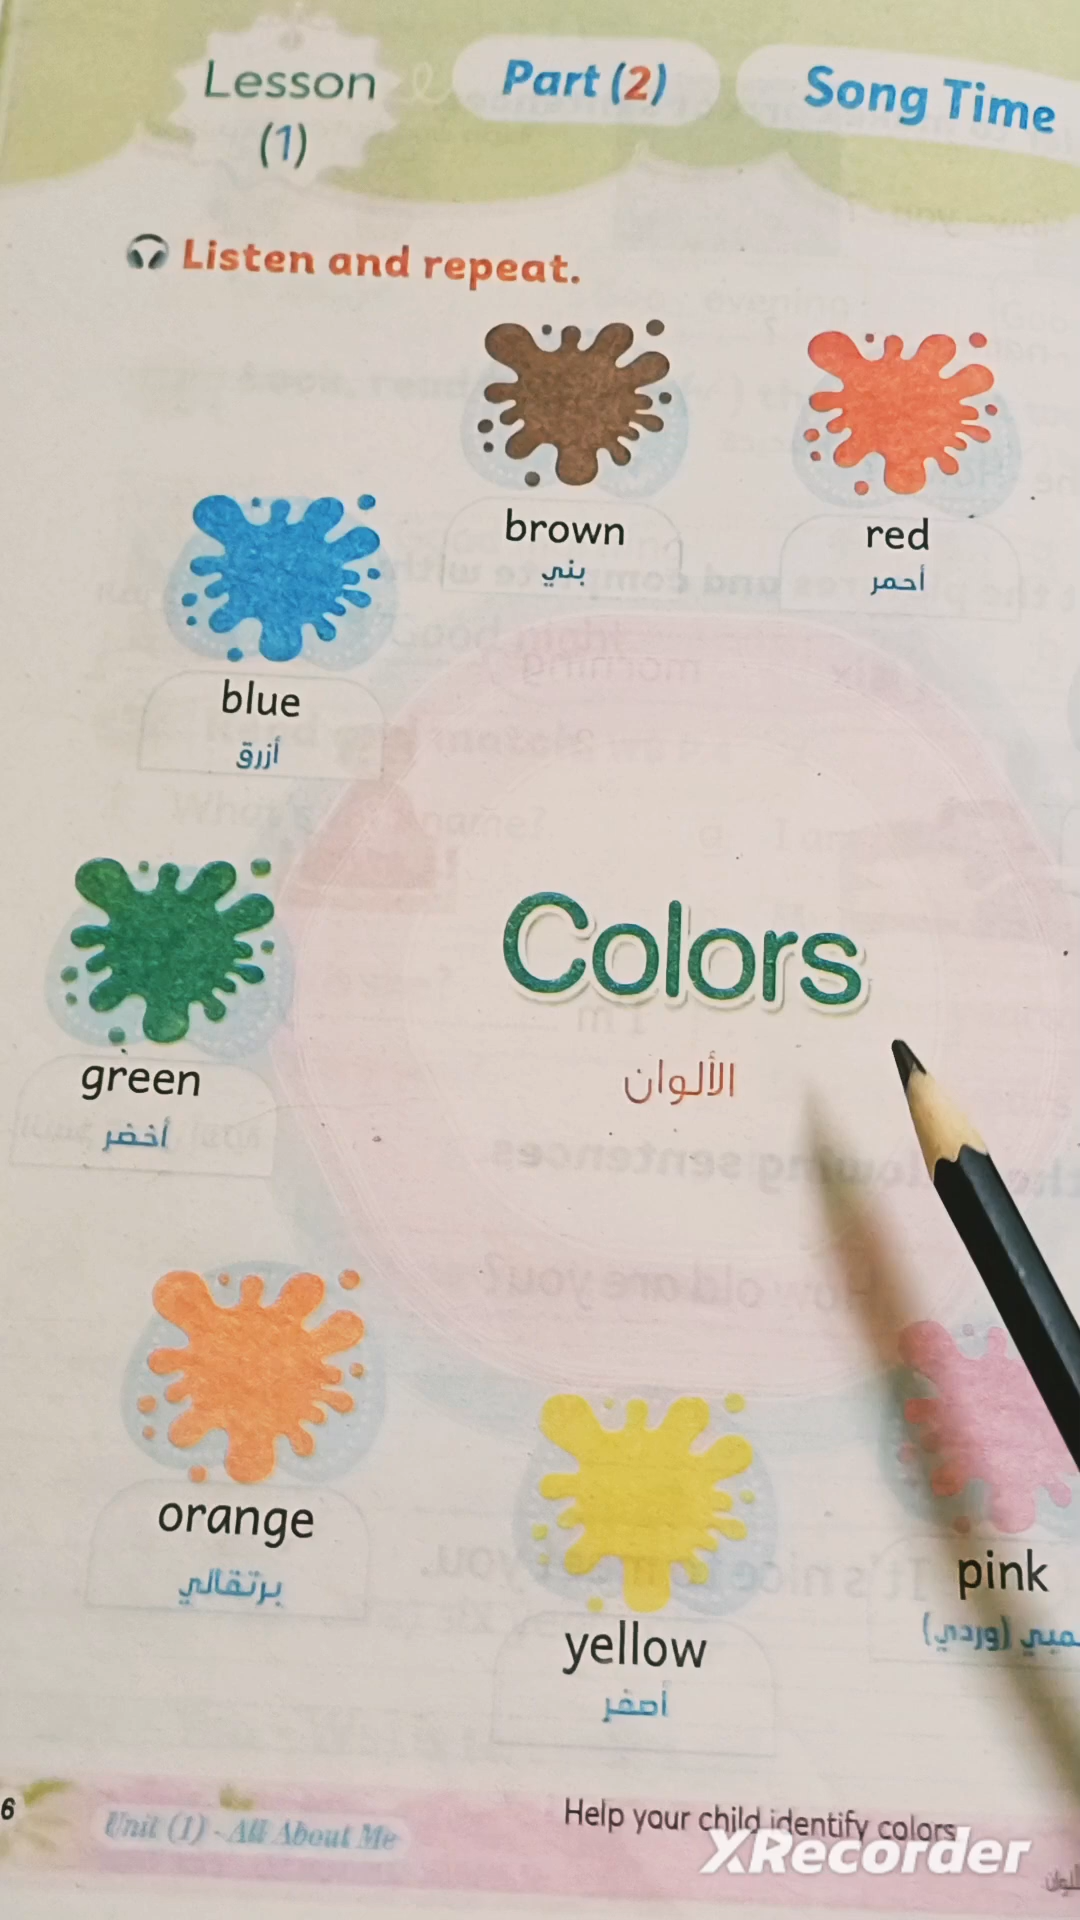 Lesson
(1)
Part (2)
Song Time
Listen and repeat.
brown
بني
red
أحمر
blue
أزرق
Colors
الألوان
green
أخضر
orange
برتقالي
yellow
أصفر
pink
(وردي)
6
Unit (1) - All About Me
Help your child identify colors
XRecorder